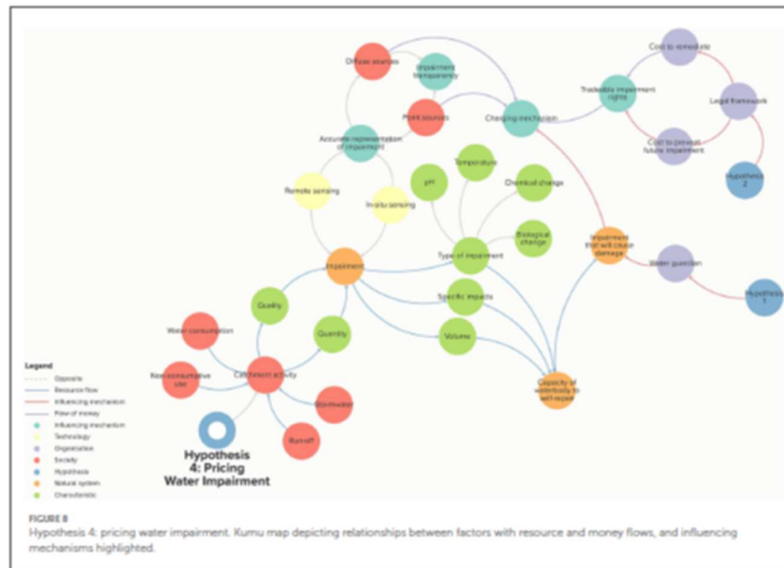 Diffuse sources
Impairment
transparency
Cost to remediate
Tradeable impairment
rights
Legal framework
Point sources
Charging mechanism
Accurate representation
of impairment
Cost to prevent
future impairment
Temperature
Remote sensing
pH
Chemical change
Hypothesis
2
In-situ sensing
Biological
change
Impairment
that will cause
damage
Type of impairment
Impairment
Water guardian
Specific impacts
Hypothesis
1
Quality
Quantity
Volume
Water consumption
Non-consumptive
use
Catchment activity
Capacity of
waterbody to
self-repair
Stormwater
Run-off
Hypothesis
4: Pricing
Water Impairment
Legend
Opposite
Resource flow
Influencing mechanism
Flow of money
Influencing mechanism
Technology
Organisation
Society
Hypothesis
Natural system
Characteristic
FIGURE 8
Hypothesis 4: pricing water impairment. Kumu map depicting relationships between factors with resource and money flows, and influencing
mechanisms highlighted.